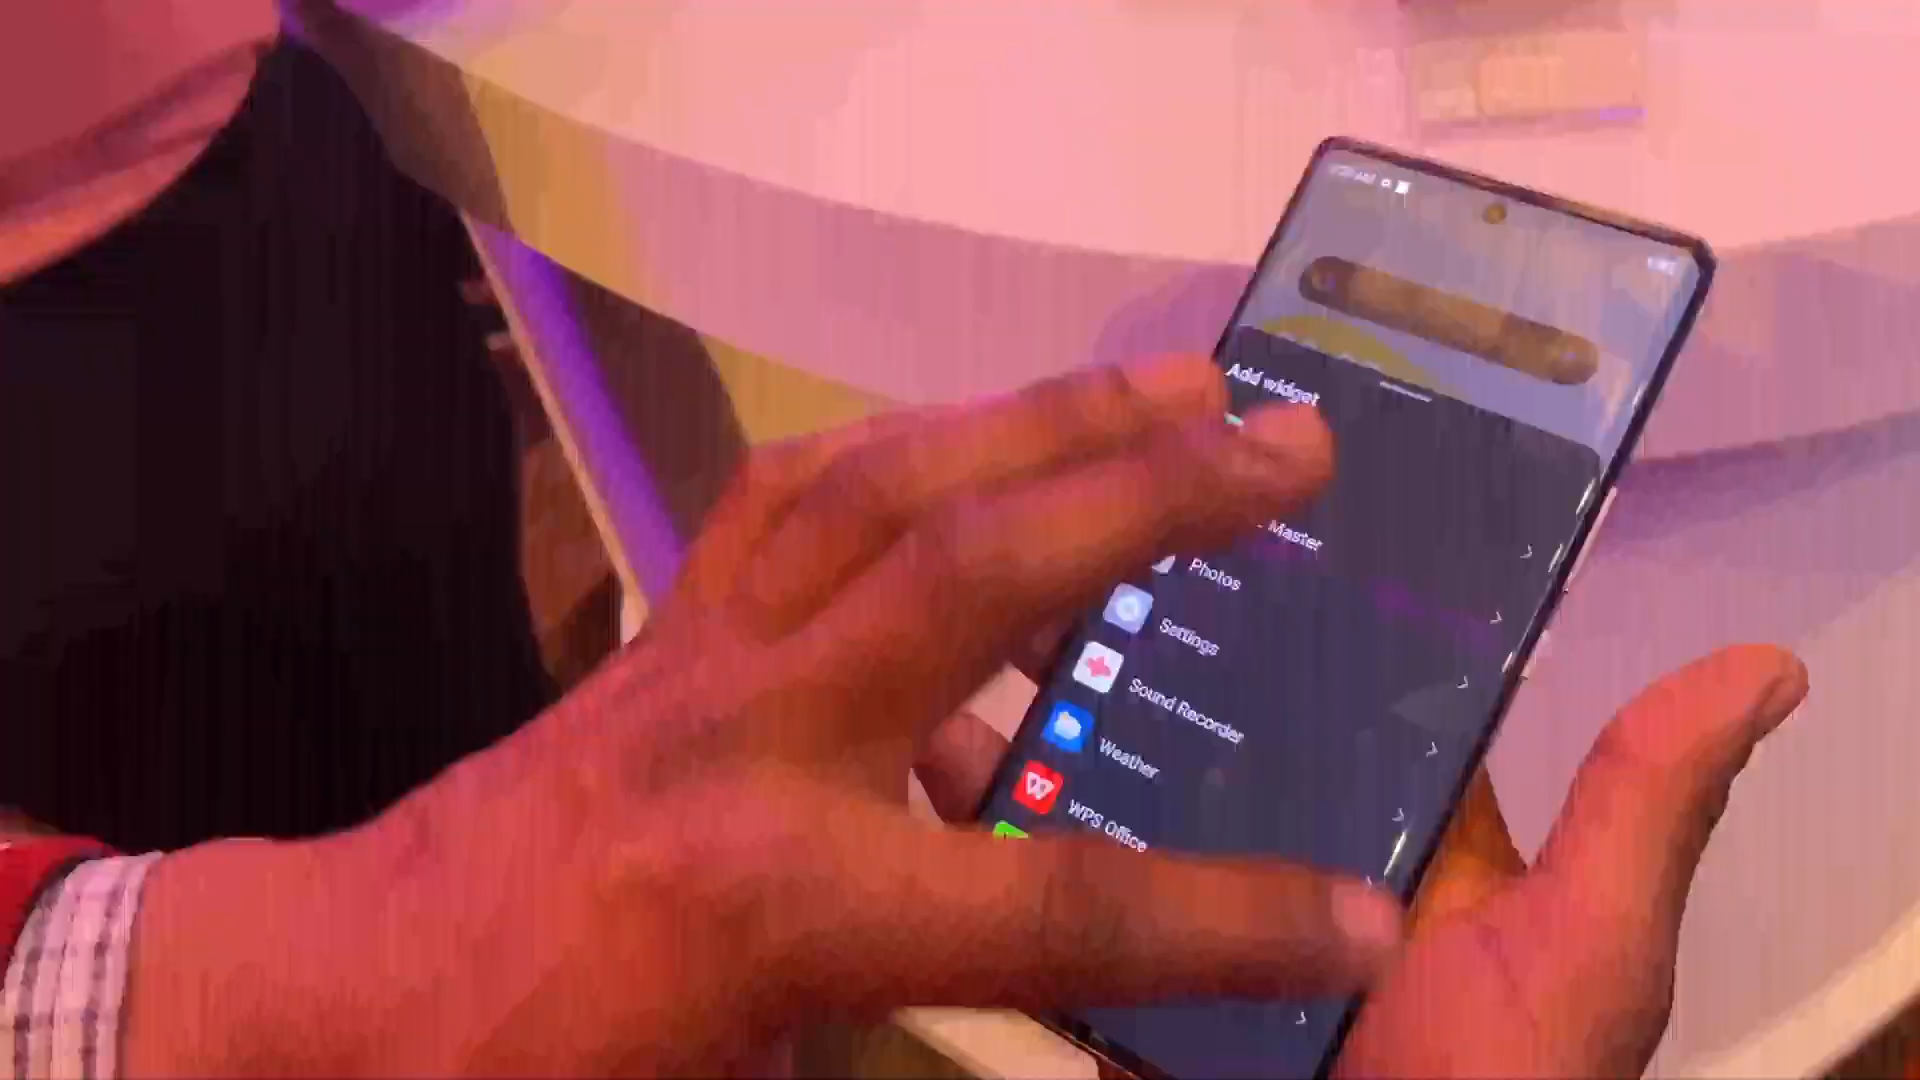 Add widget
Master
Photos
Settings
Sound Recorder
Weather
WPS Office